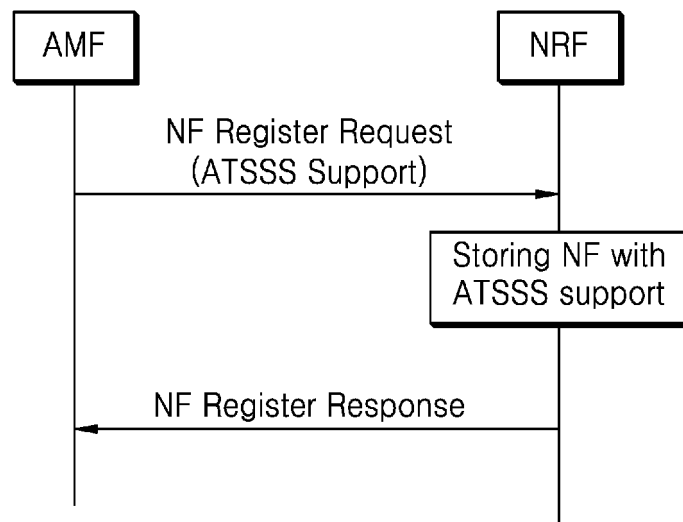 AMF
NRF
NF Register Request
(ATSSS Support)
Storing NF with
ATSSS support
NF Register Response